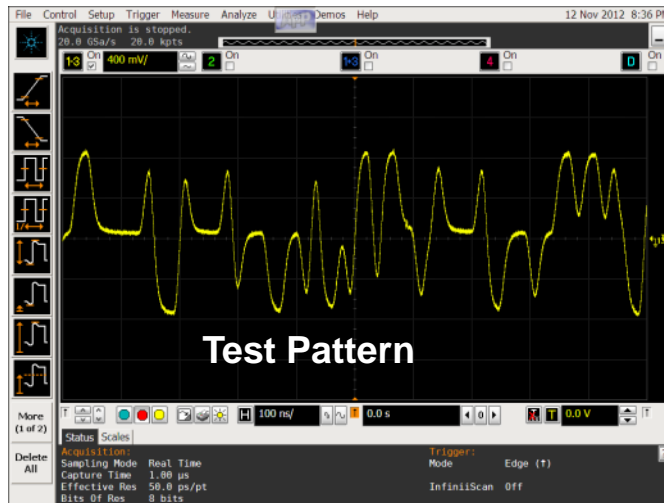 File Control Setup Trigger Measure Analyze Demos Help 12 Nov 2012 8:36 PM
Acquisition is stopped.
20.0 GSa/s 20.0 kpts
1-3 On 400 mV/ 2 On 1-3 On 4 On D On
Test Pattern
More
(1 of 2)
Delete
All
H 100 ns/ 0.0 s 0 T 0.0 V
Status Scales
Acquisition:
Sampling Mode Real Time
Capture Time 1.00 μs
Effective Res 50.0 ps/pt
Bits Of Res 8 bits
Trigger:
Mode Edge (↑)
InfiniiScan Off